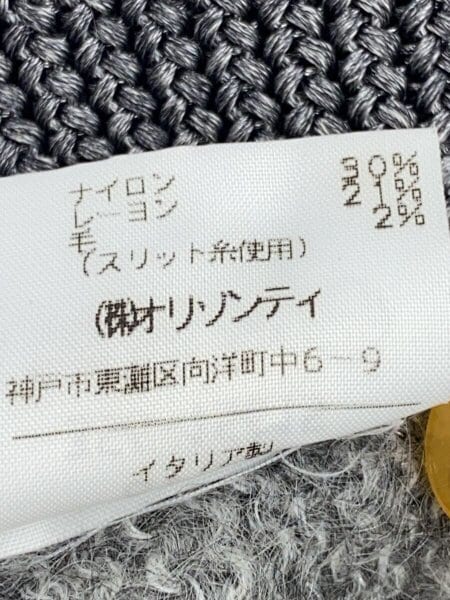 ナイロン 30%
レーヨン 21%
毛 2%
(スリット糸使用)
(株)オリゾンティ
神戸市東灘区向洋町中6-9
イタリア製